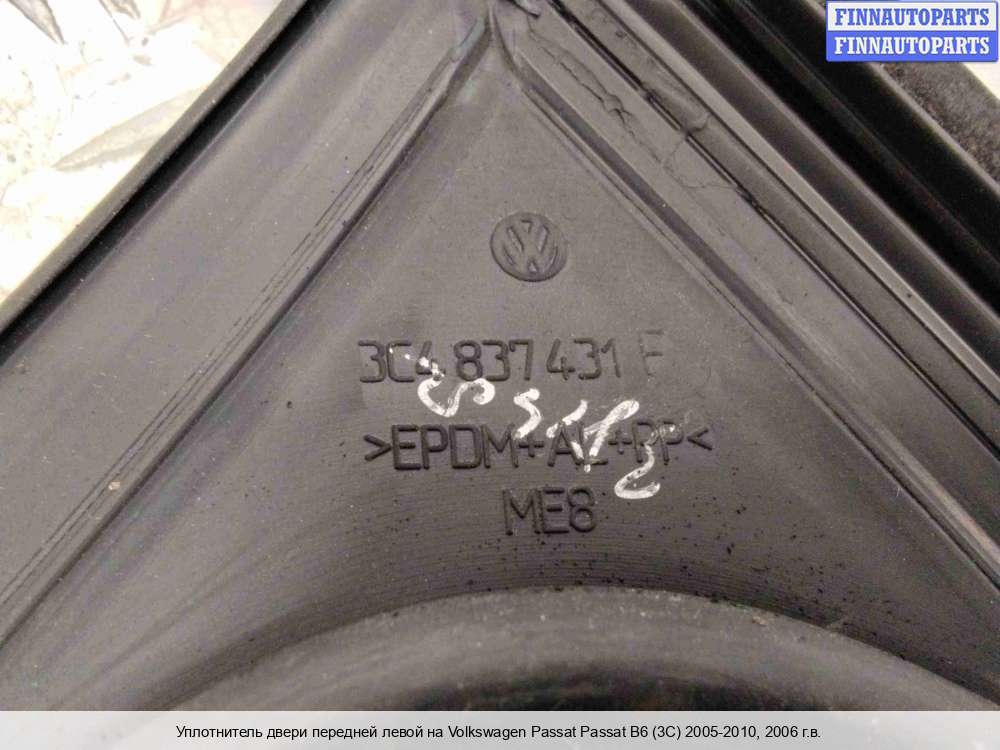 FINNAUTOPARTS
FINNAUTOPARTS
3C4 837 431 F
>EPDM+AL+PP<
ME8
Уплотнитель двери передней левой на Volkswagen Passat Passat B6 (3C) 2005-2010, 2006 г.в.